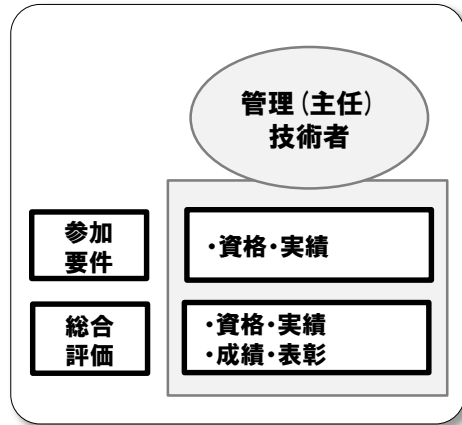 管理(主任)
技術者
参加
要件
・資格・実績
総合
評価
・資格・実績
・成績・表彰